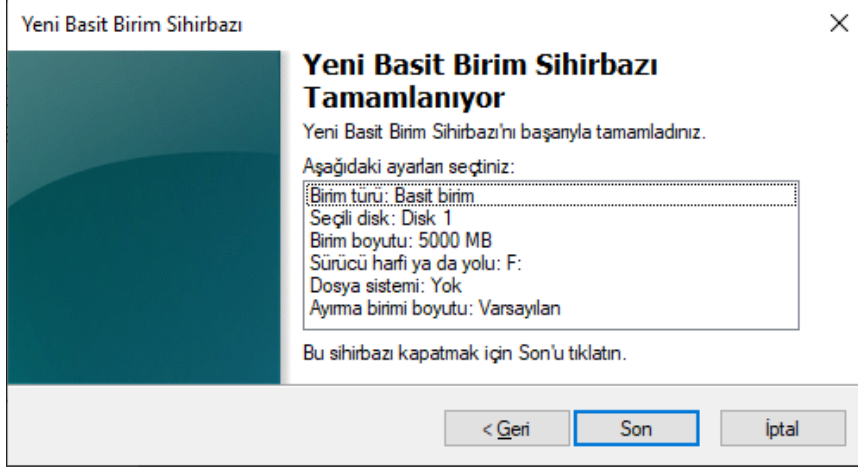 Yeni Basit Birim Sihirbazı
Yeni Basit Birim Sihirbazı
Tamamlanıyor
Yeni Basit Birim Sihirbazı'nı başarıyla tamamladınız.
Aşağıdaki ayarları seçtiniz:
Birim türü: Basit birim
Seçili disk: Disk 1
Birim boyutu: 5000 MB
Sürücü harfi ya da yolu: F:
Dosya sistemi: Yok
Ayırma birimi boyutu: Varsayılan
Bu sihirbazı kapatmak için Son'u tıklatın.
< Geri Son İptal